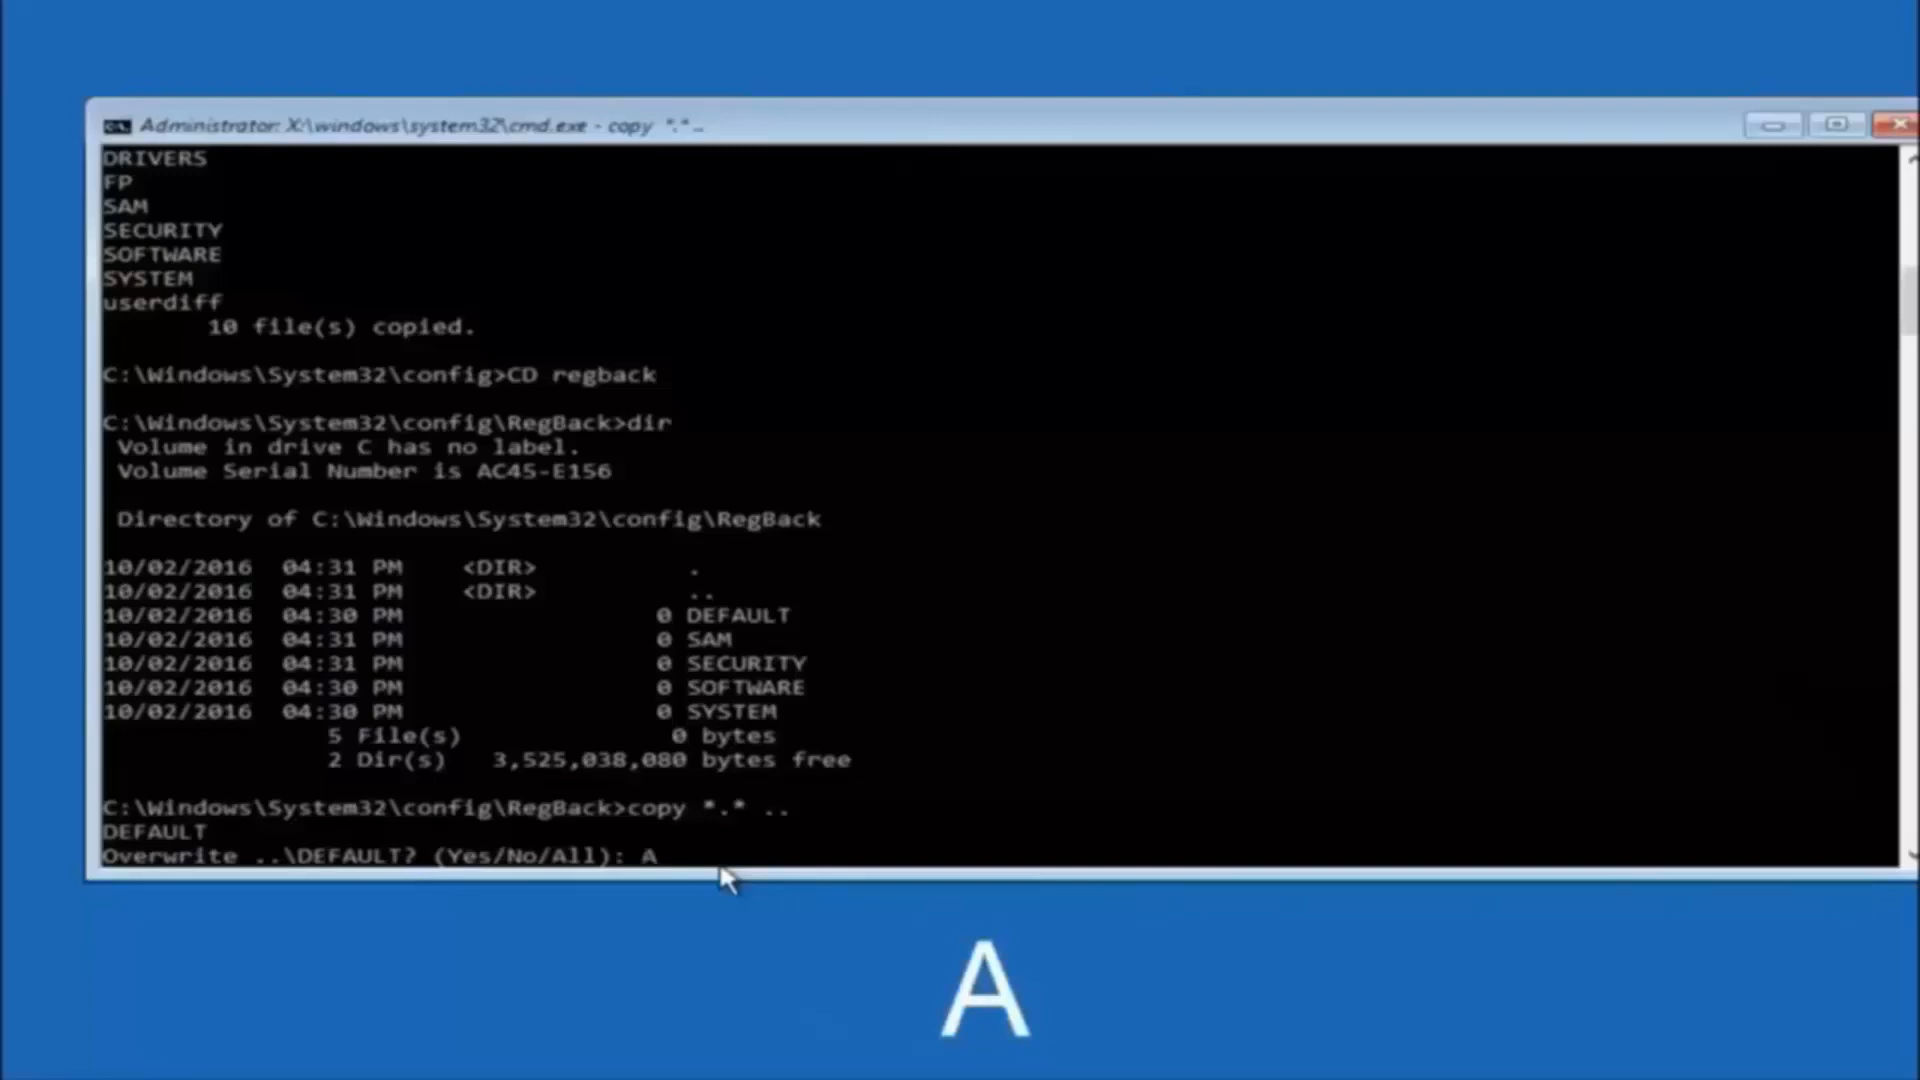 Administrator: X:\windows\system32\cmd.exe - copy *.* ..
DRIVERS
FP
SAM
SECURITY
SOFTWARE
SYSTEM
userdiff
10 file(s) copied.
C:\Windows\System32\config>CD regback
C:\Windows\System32\config\RegBack>dir
Volume in drive C has no label.
Volume Serial Number is AC45-E156
Directory of C:\Windows\System32\config\RegBack
10/02/2016 04:31 PM <DIR> .
10/02/2016 04:31 PM <DIR> ..
10/02/2016 04:30 PM 0 DEFAULT
10/02/2016 04:31 PM 0 SAM
10/02/2016 04:31 PM 0 SECURITY
10/02/2016 04:30 PM 0 SOFTWARE
10/02/2016 04:30 PM 0 SYSTEM
5 File(s) 0 bytes
2 Dir(s) 3,525,038,080 bytes free
C:\Windows\System32\config\RegBack>copy *.* ..
DEFAULT
Overwrite ..\DEFAULT? (Yes/No/All): A
A